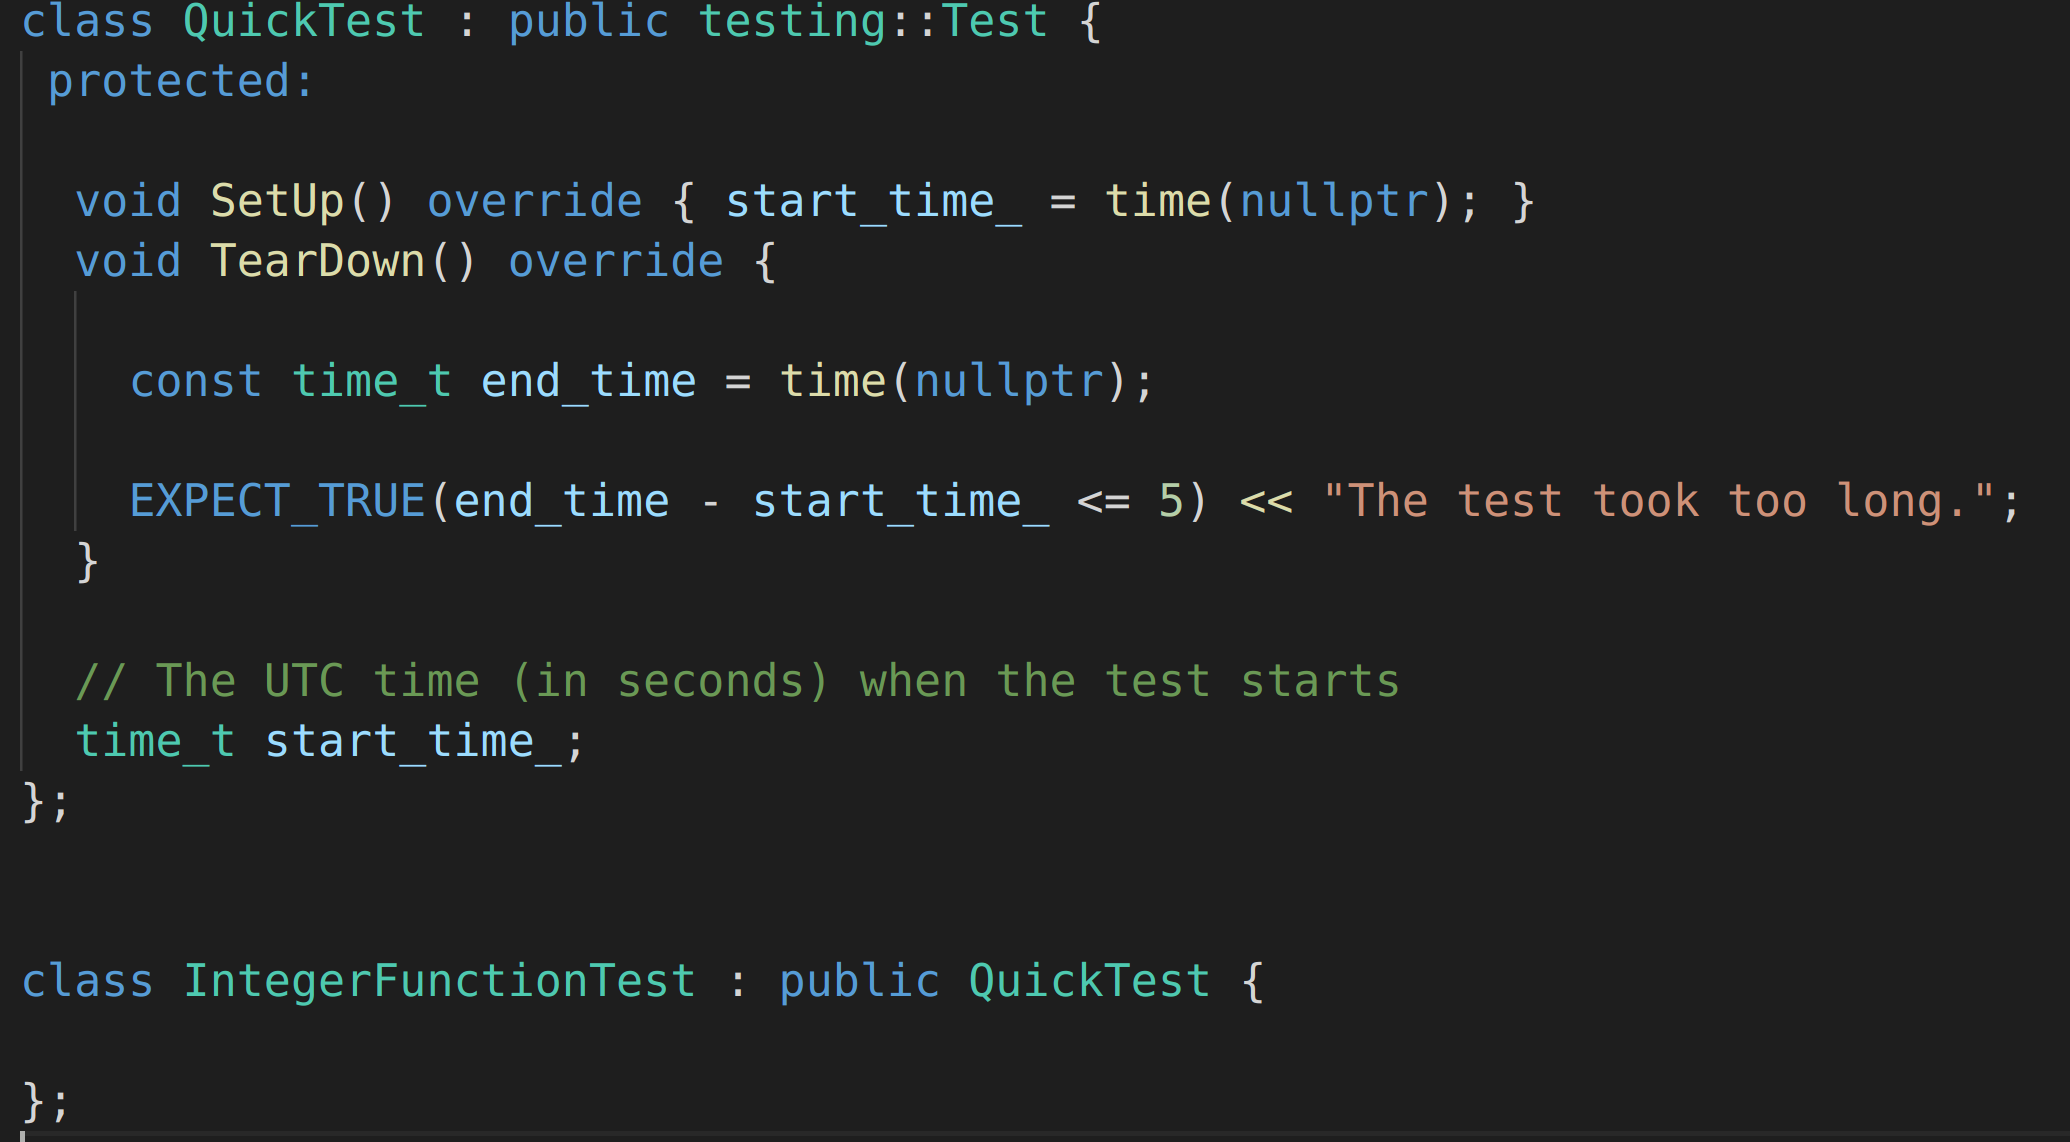 class QuickTest : public testing::Test {
 protected:

  void SetUp() override { start_time_ = time(nullptr); }
  void TearDown() override {

    const time_t end_time = time(nullptr);

    EXPECT_TRUE(end_time - start_time_ <= 5) << "The test took too long.";
  }

  // The UTC time (in seconds) when the test starts
  time_t start_time_;
};


class IntegerFunctionTest : public QuickTest {

};